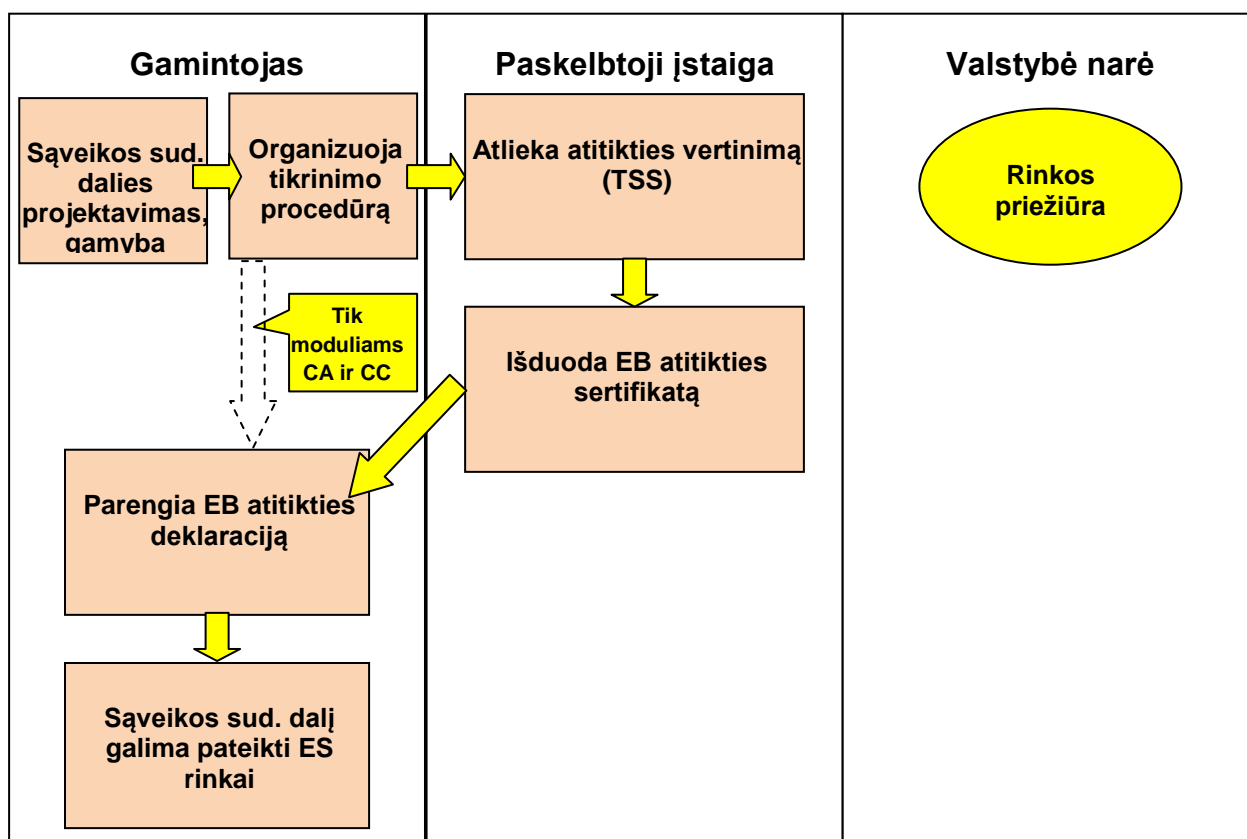 Gamintojas
Sąveikos sud.
dalies
projektavimas,
gamyba
Organizuoja
tikrinimo
procedūrą
Tik
moduliams
CA ir CC
Parengia EB atitikties
deklaraciją
Sąveikos sud. dalį
galima pateikti ES
rinkai
Paskelbtoji įstaiga
Atlieka atitikties vertinimą
(TSS)
Išduoda EB atitikties
sertifikatą
Valstybė narė
Rinkos
priežiūra